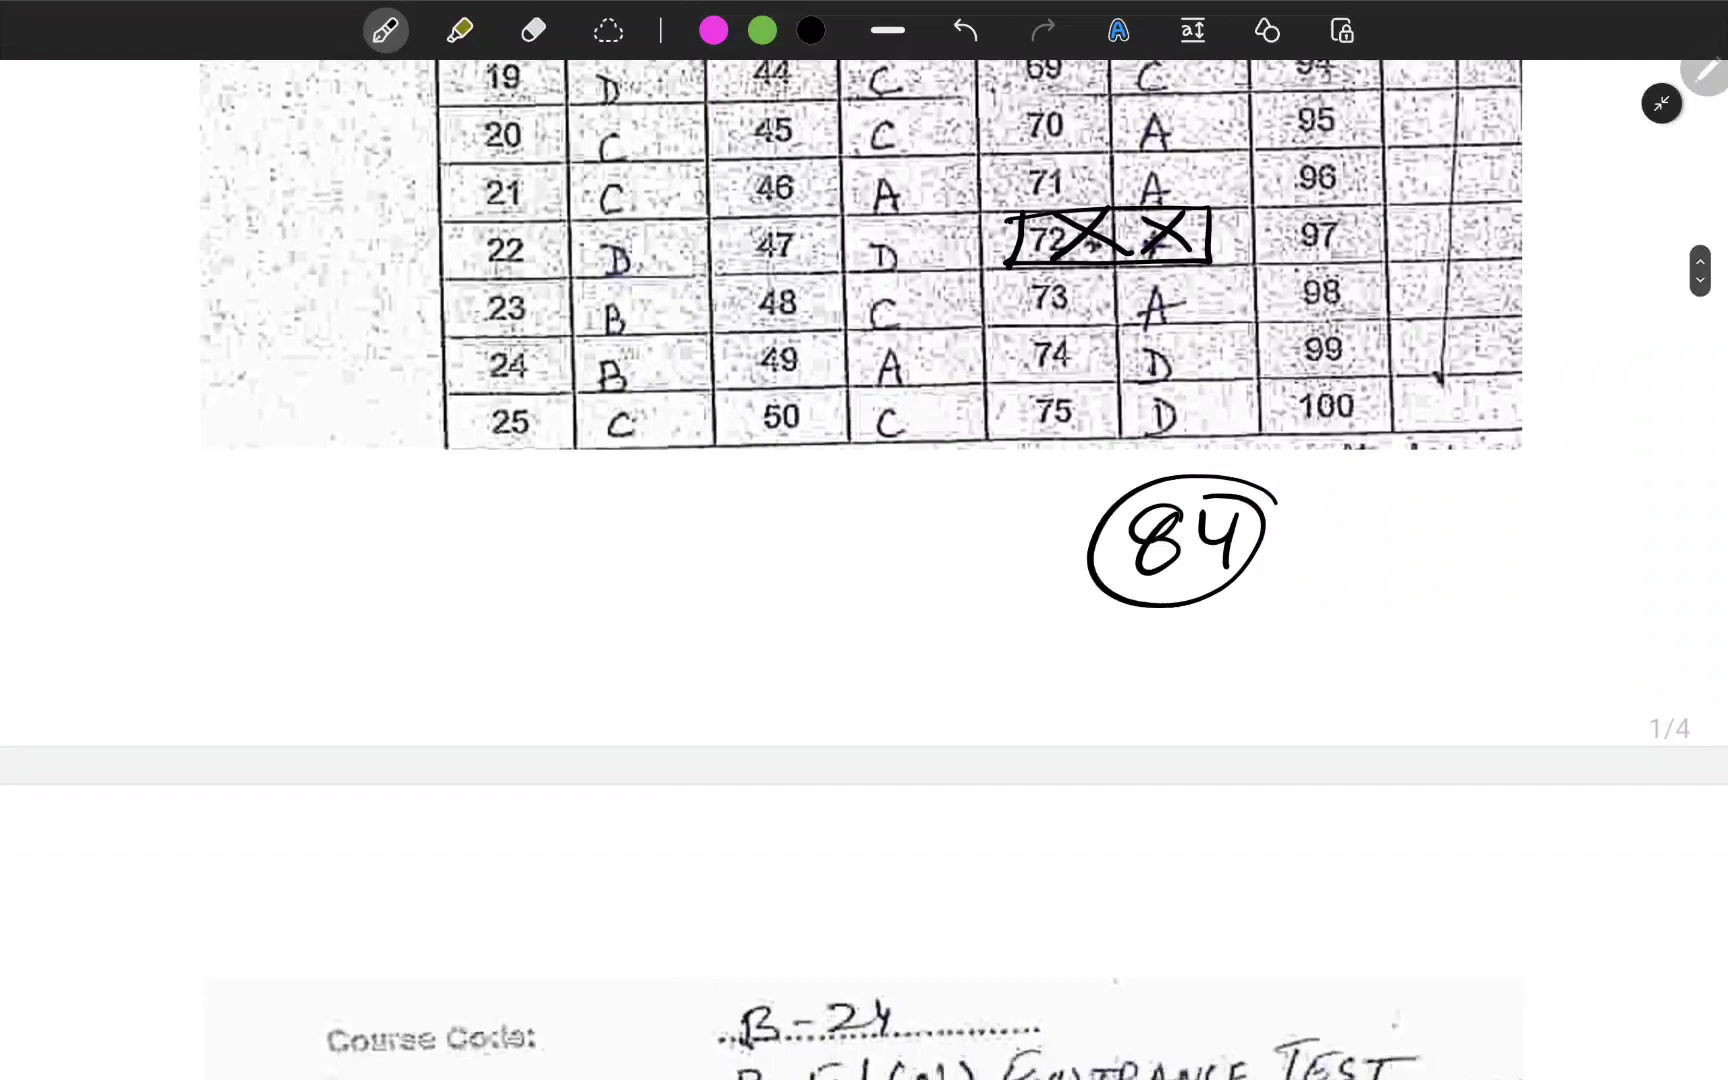 19 D 44 C 69 C 94
20 C 45 C 70 A 95
21 C 46 A 71 A 96
22 D 47 D 72 97
23 B 48 C 73 A 98
24 B 49 A 74 D 99
25 C 50 C 75 D 100
84
1/4
Course Code: B-24
ENTRANCE TEST